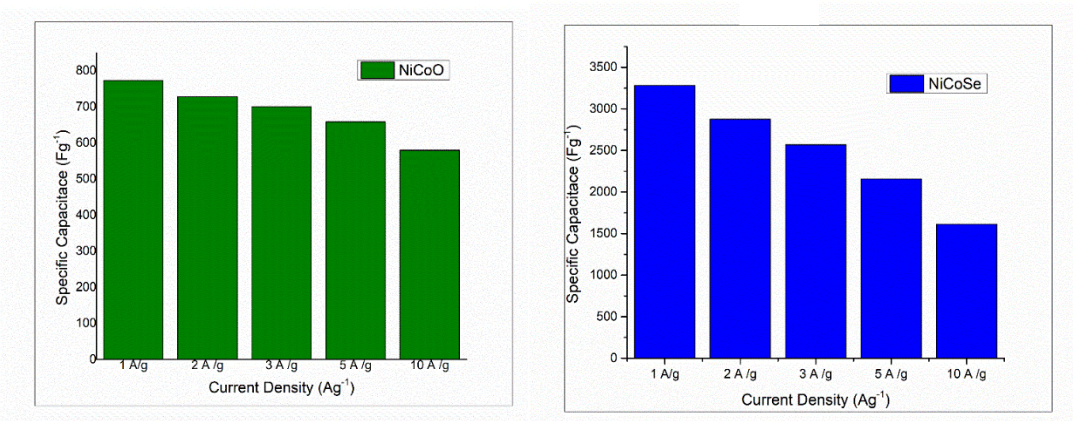 NiCoO
800
700
600
500
400
300
200
100
0
Specific Capacitace (Fg⁻¹)
1 A/g 2 A /g 3 A /g 5 A /g 10 A /g
Current Density (Ag⁻¹)
NiCoSe
3500
3000
2500
2000
1500
1000
500
0
Specific Capacitace (Fg⁻¹)
1 A/g 2 A /g 3 A /g 5 A /g 10 A /g
Current Density (Ag⁻¹)